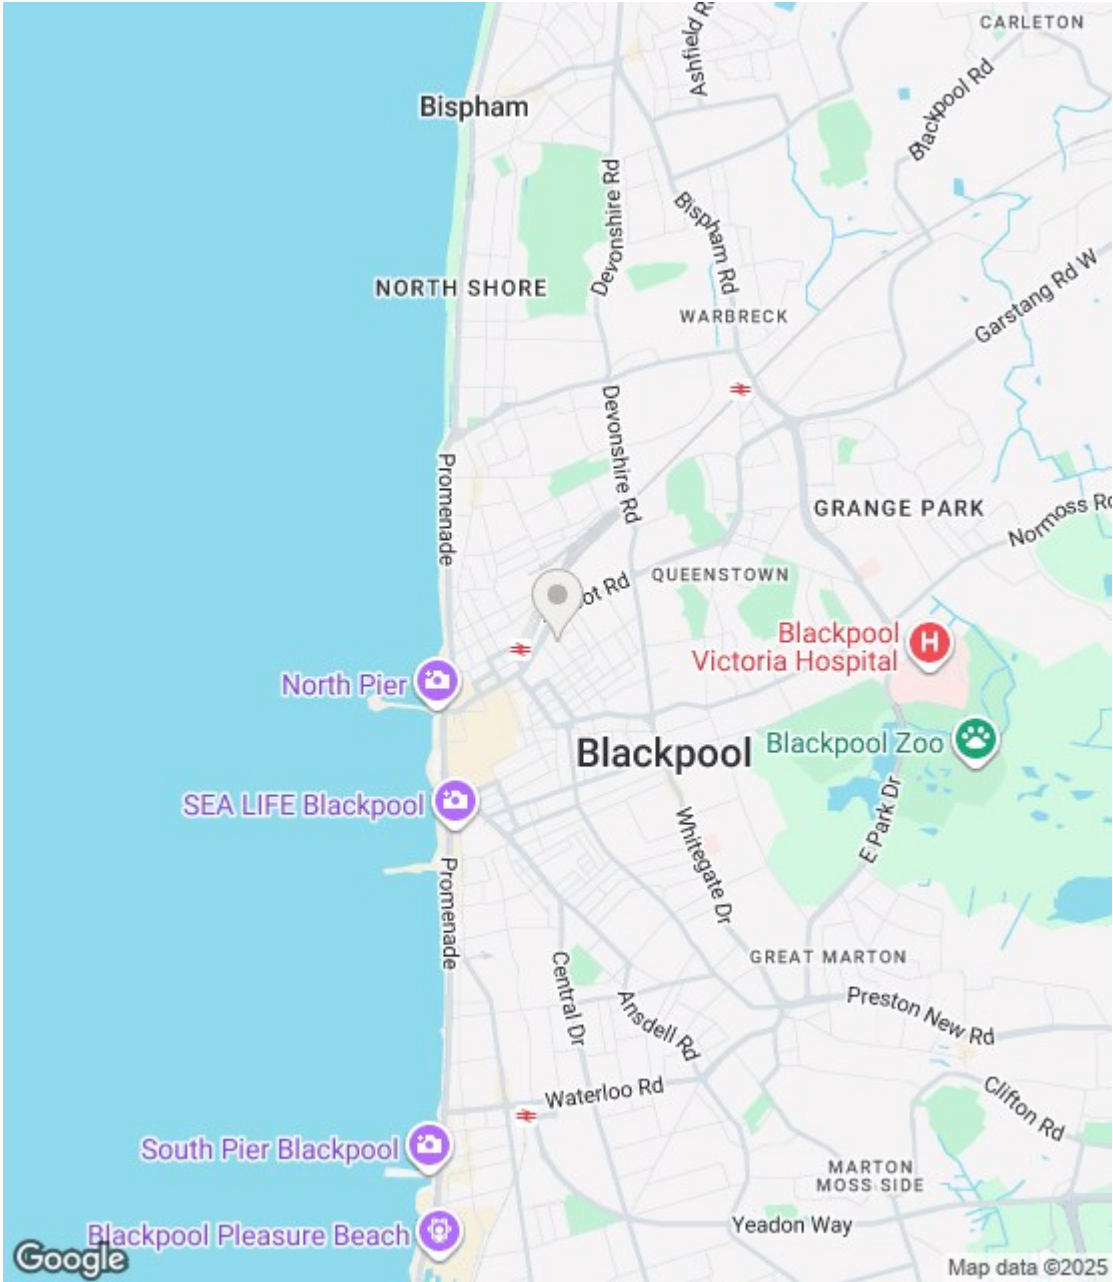 CARLETON
Ashfield Rd
Blackpool Rd
Bispham
Devonshire Rd
Bispham Rd
NORTH SHORE
WARBRECK
Garstang Rd W
Devonshire Rd
Promenade
GRANGE PARK
Normoss Rd
QUEENSTOWN
ot Rd
Blackpool
Victoria Hospital
H
North Pier
Blackpool
Blackpool Zoo
SEA LIFE Blackpool
E Park Dr
Whitegate Dr
Promenade
GREAT MARTON
Central Dr
Ansdell Rd
Preston New Rd
Waterloo Rd
Clifton Rd
South Pier Blackpool
MARTON
MOSS SIDE
Yeadon Way
Blackpool Pleasure Beach
Google
Map data ©2025